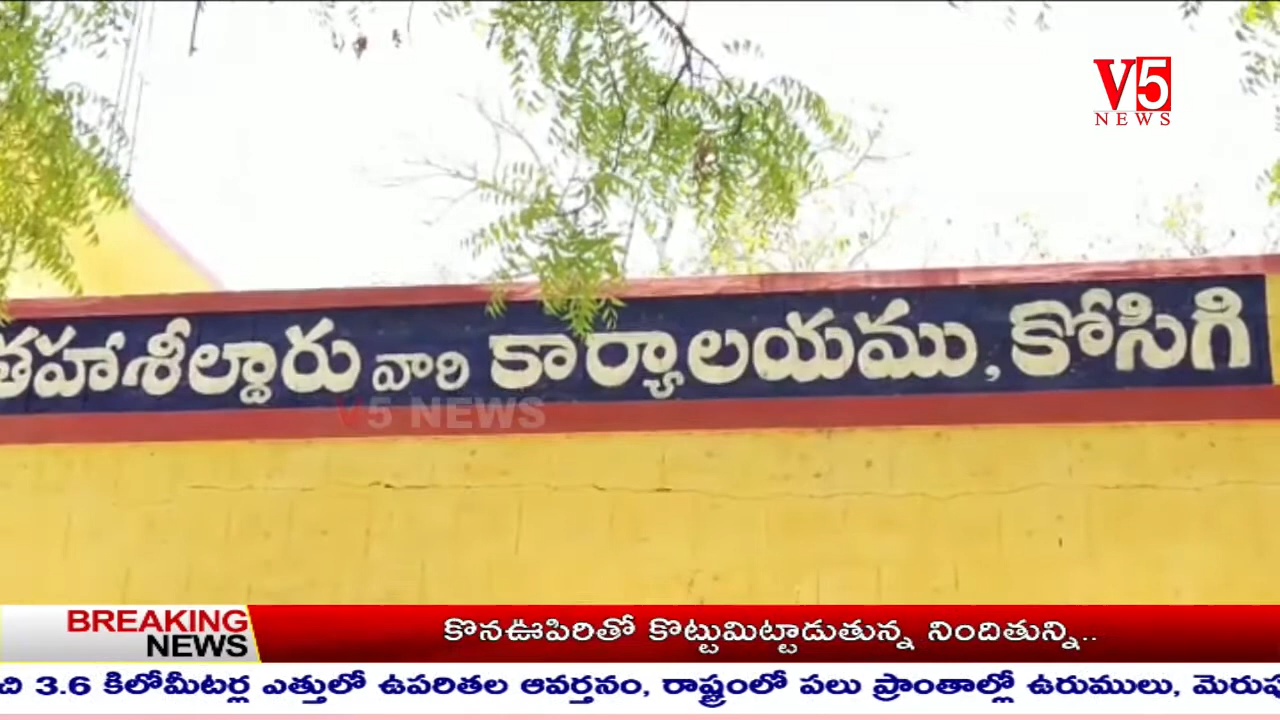 V5
NEWS
తహాశీల్దారు వారి కార్యాలయము, కోసిగి
V5 NEWS
BREAKING
NEWS
కొనఊపిరితో కొట్టుమిట్టాడుతున్న నిందితున్ని..
3.6 కిలోమీటర్ల ఎత్తులో ఉపరితల ఆవర్తనం, రాష్ట్రంలో పలు ప్రాంతాల్లో ఉరుములు,